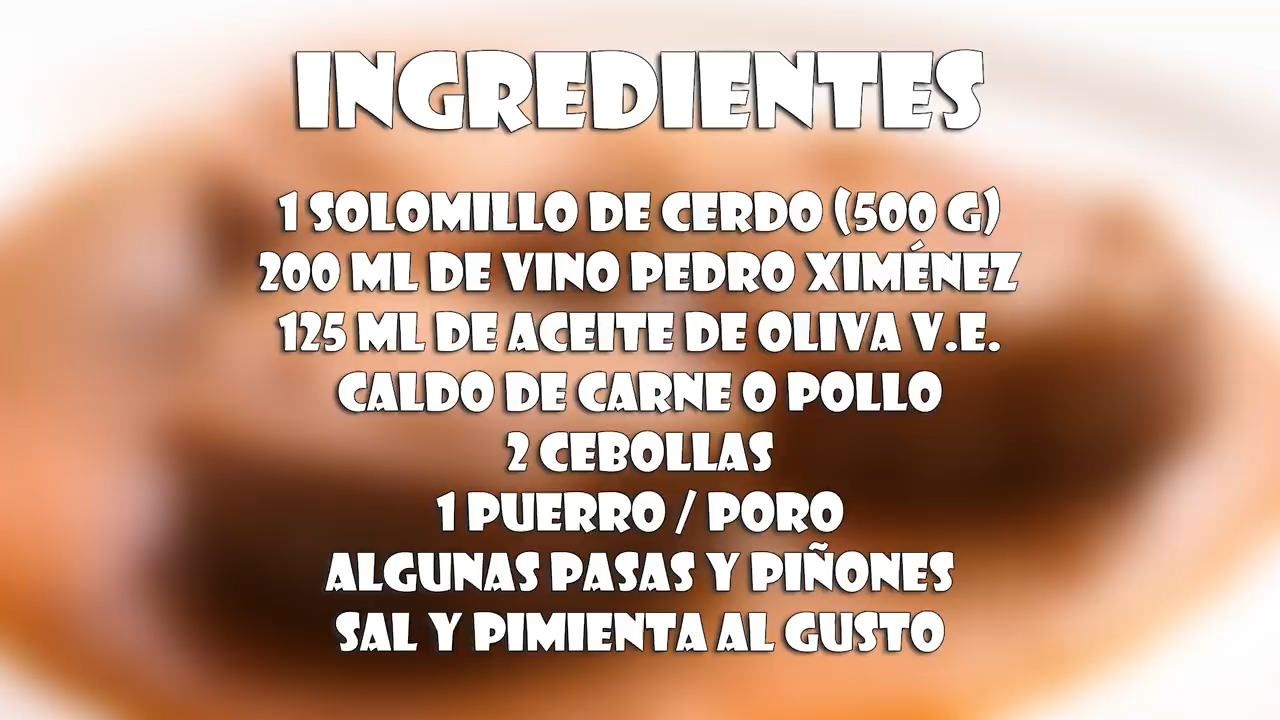 INGREDIENTES
1 SOLOMILLO DE CERDO (500 G)
200 ML DE VINO PEDRO XIMÉNEZ
125 ML DE ACEITE DE OLIVA V.E.
CALDO DE CARNE O POLLO
2 CEBOLLAS
1 PUERRO / PORO
ALGUNAS PASAS Y PIÑONES
SAL Y PIMIENTA AL GUSTO